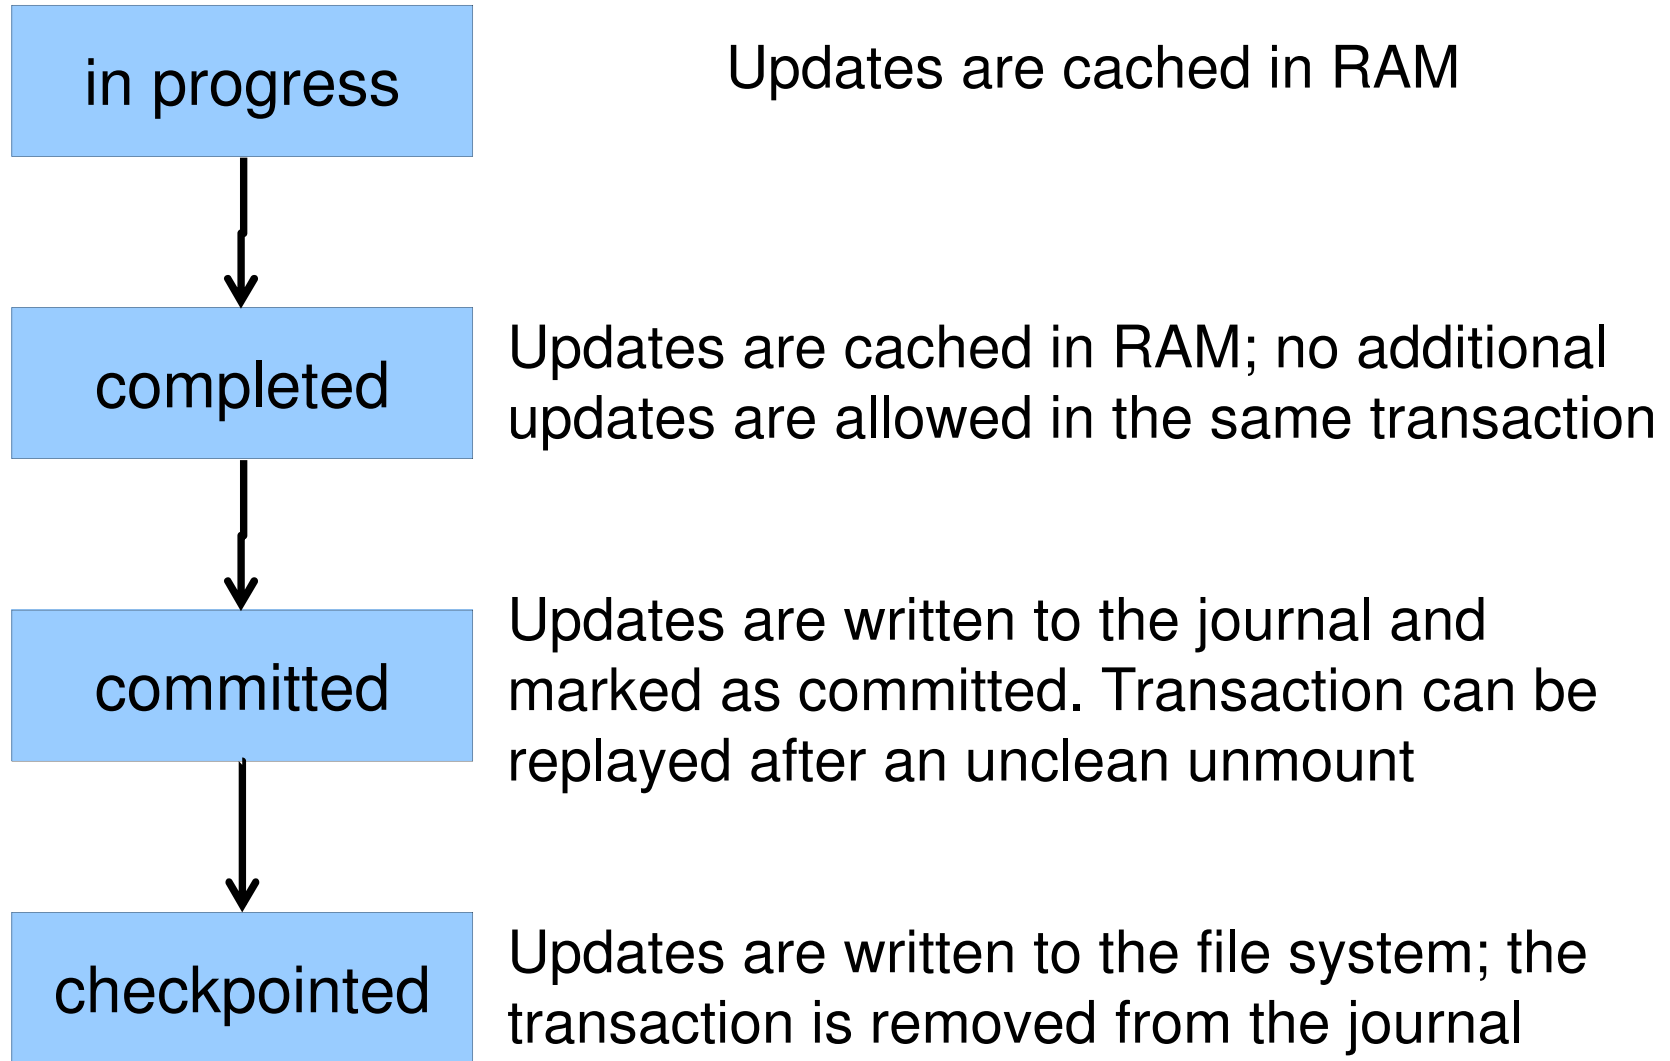 in progress
Updates are cached in RAM
completed
Updates are cached in RAM; no additional
updates are allowed in the same transaction
committed
Updates are written to the journal and
marked as committed. Transaction can be
replayed after an unclean unmount
checkpointed
Updates are written to the file system; the
transaction is removed from the journal